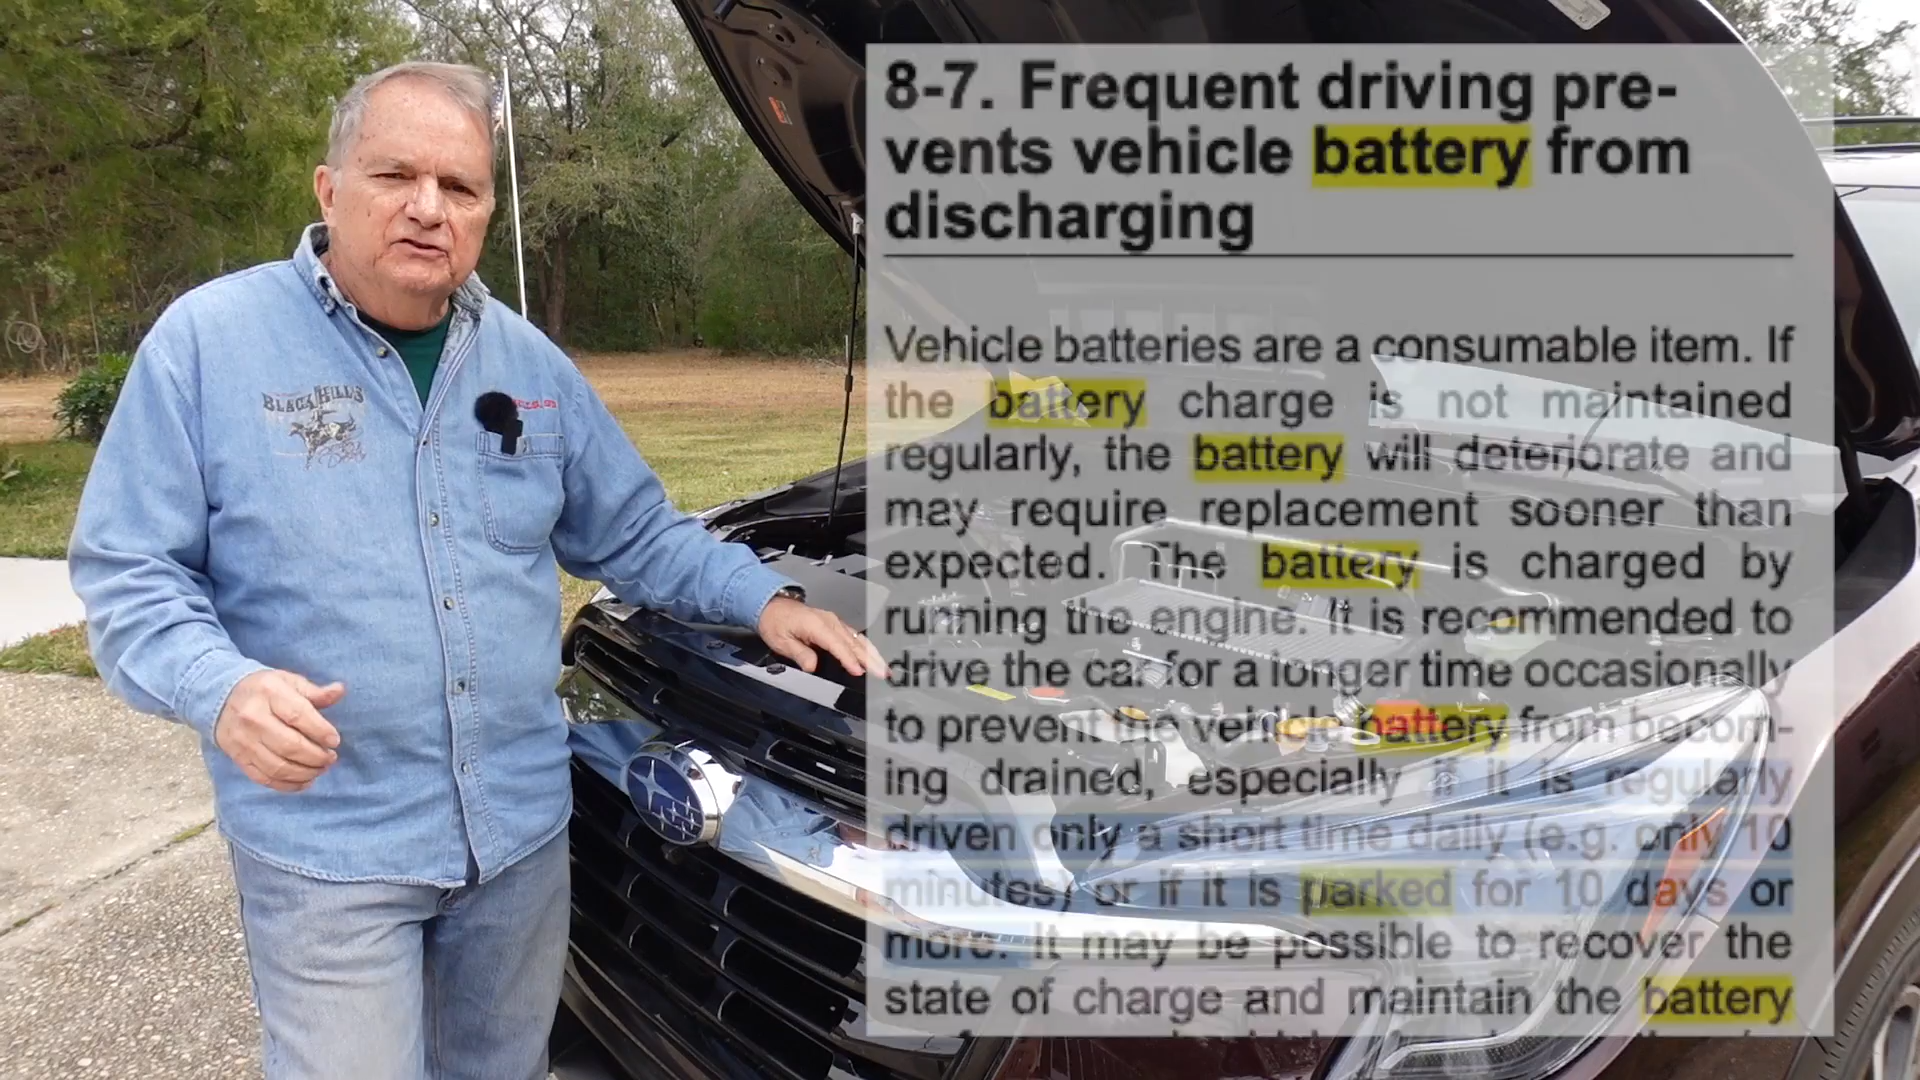 8-7. Frequent driving pre-
vents vehicle battery from
discharging
Vehicle batteries are a consumable item. If
the battery charge is not maintained
regularly, the battery will deteriorate and
may require replacement sooner than
expected. The battery is charged by
running the engine. It is recommended to
drive the car for a longer time occasionally
to prevent the vehicle battery from becom-
ing drained, especially if it is regularly
driven only a short time daily (e.g. only 10
minutes) or if it is parked for 10 days or
more. It may be possible to recover the
state of charge and maintain the battery
BLACK HILLS